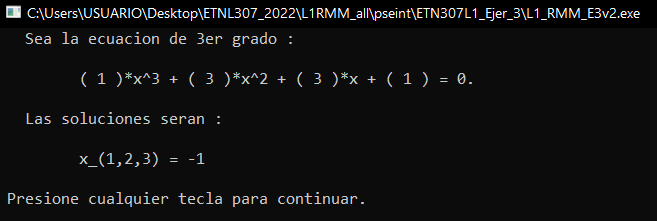 C:\Users\USUARIO\Desktop\ETNL307_2022\L1RMM_all\pseint\ETN307L1_Ejer_3\L1_RMM_E3v2.exe
Sea la ecuacion de 3er grado :
( 1 )*x^3 + ( 3 )*x^2 + ( 3 )*x + ( 1 ) = 0.
Las soluciones seran :
x_(1,2,3) = -1
Presione cualquier tecla para continuar.